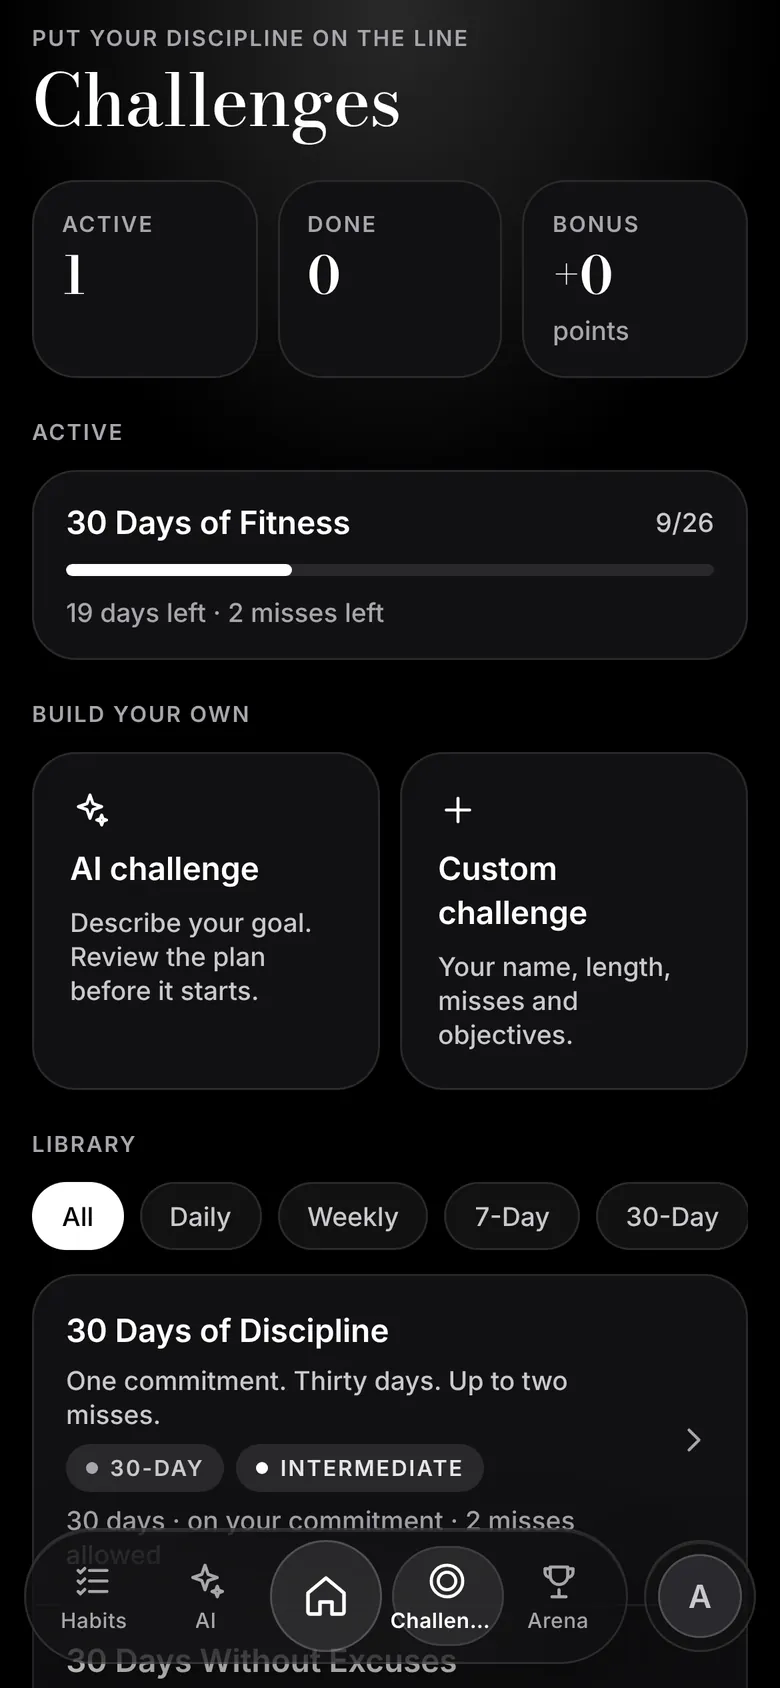 PUT YOUR DISCIPLINE ON THE LINE
Challenges
ACTIVE
1
DONE
0
BONUS
+0
points
ACTIVE
30 Days of Fitness
9/26
19 days left · 2 misses left
BUILD YOUR OWN
AI challenge
Describe your goal.
Review the plan
before it starts.
Custom
challenge
Your name, length,
misses and
objectives.
LIBRARY
All
Daily
Weekly
7-Day
30-Day
30 Days of Discipline
One commitment. Thirty days. Up to two
misses.
30-DAY
INTERMEDIATE
30 days · on your commitment · 2 misses
allowed
Habits
AI
Challen...
Arena
A
30 Days Without Excuses